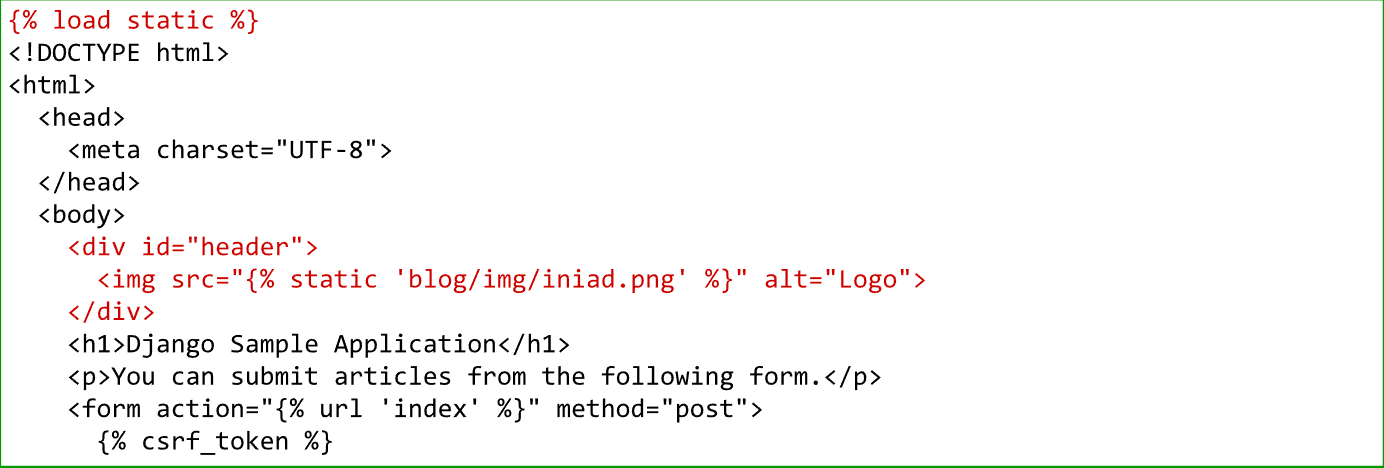 {% load static %}
<!DOCTYPE html>
<html>
  <head>
    <meta charset="UTF-8">
  </head>
  <body>
    <div id="header">
      <img src="{% static 'blog/img/iniad.png' %}" alt="Logo">
    </div>
    <h1>Django Sample Application</h1>
    <p>You can submit articles from the following form.</p>
    <form action="{% url 'index' %}" method="post">
      {% csrf_token %}